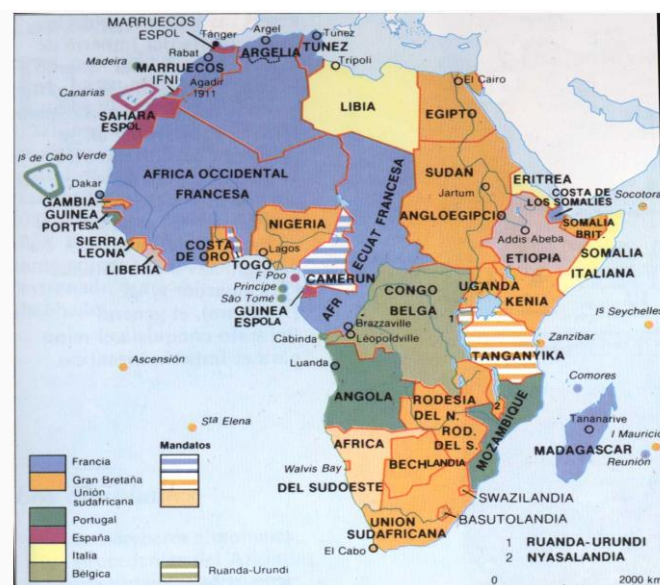 MARRUECOS
ESPOL
Tánger
Argel
Túnez
Madeira
Rabat
ARGELIA
TUNEZ
MARRUECOS
Trípoli
IFNI
Agadir
1911
El Cairo
Canarias
SAHARA
ESPOL
LIBIA
EGIPTO
Is de Cabo Verde
AFRICA OCCIDENTAL
FRANCESA
AFR ECUAT FRANCESA
SUDAN
ANGLOEGIPCIO
Jartum
ERITREA
COSTA DE
LOS SOMALIES
Socotora
Dakar
GAMBIA
GUINEA
PORTESA
SIERRA
LEONA
LIBERIA
COSTA
DE ORO
TOGO
NIGERIA
Lagos
SOMALIA
BRIT.
Addis Abeba
ETIOPIA
SOMALIA
ITALIANA
F Poo
CAMERUN
Principe
São Tome
GUINEA
ESPOLA
CONGO
BELGA
UGANDA
KENIA
1
Is Seychelles
Brazzaville
Léopoldville
Cabinda
Zanzibar
TANGANYIKA
Ascensión
Luanda
ANGOLA
Comores
2
RODESIA
DEL N.
ROD.
DEL S.
MOZAMBIQUE
Sta Elena
Tananarive
I Mauricio
MADAGASCAR
Reunión
AFRICA
DEL SUDOESTE
Walvis Bay
BECHLANDIA
SWAZILANDIA
BASUTOLANDIA
UNION
SUDAFRICANA
El Cabo
Mandatos
Francia
Gran Bretaña
Unión
sudafricana
Portugal
España
Italia
Bélgica
Ruanda-Urundi
1 RUANDA-URUNDI
2 NYASALANDIA
0 2000 km